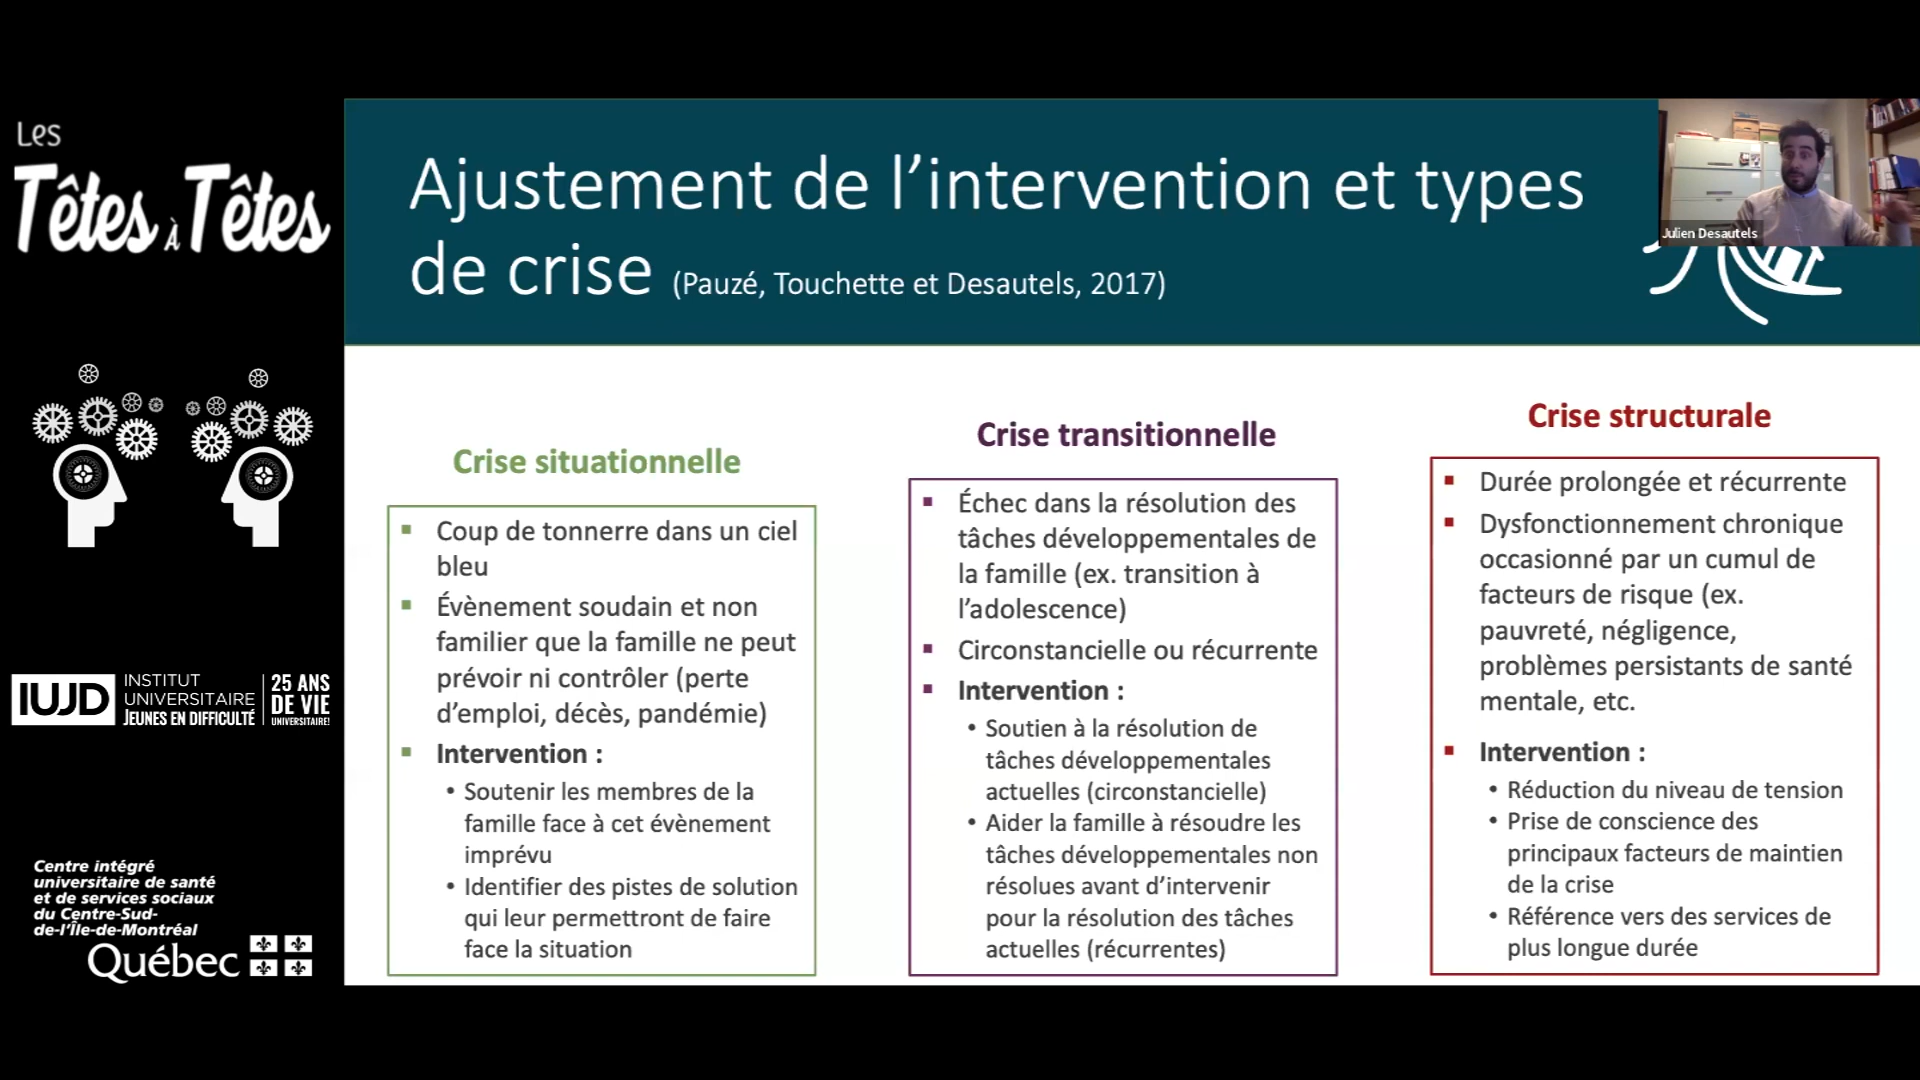 Les
Têtes à Têtes
IUJD
INSTITUT
UNIVERSITAIRE
JEUNES EN DIFFICULTÉ
25 ANS
DE VIE
UNIVERSITAIRE!
Centre intégré
universitaire de santé
et de services sociaux
du Centre-Sud-
de-l'Île-de-Montréal
Québec
Ajustement de l’intervention et types
de crise (Pauzé, Touchette et Desautels, 2017)
Julien Desautels
Crise situationnelle
▪ Coup de tonnerre dans un ciel
bleu
▪ Évènement soudain et non
familier que la famille ne peut
prévoir ni contrôler (perte
d’emploi, décès, pandémie)
▪ Intervention :
• Soutenir les membres de la
famille face à cet évènement
imprévu
• Identifier des pistes de solution
qui leur permettront de faire
face la situation
Crise transitionnelle
▪ Échec dans la résolution des
tâches développementales de
la famille (ex. transition à
l’adolescence)
▪ Circonstancielle ou récurrente
▪ Intervention :
• Soutien à la résolution de
tâches développementales
actuelles (circonstancielle)
• Aider la famille à résoudre les
tâches développementales non
résolues avant d’intervenir
pour la résolution des tâches
actuelles (récurrentes)
Crise structurale
▪ Durée prolongée et récurrente
▪ Dysfonctionnement chronique
occasionné par un cumul de
facteurs de risque (ex.
pauvreté, négligence,
problèmes persistants de santé
mentale, etc.
▪ Intervention :
• Réduction du niveau de tension
• Prise de conscience des
principaux facteurs de maintien
de la crise
• Référence vers des services de
plus longue durée